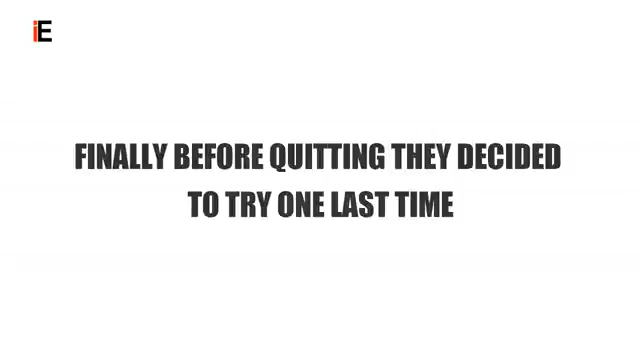 iE
FINALLY BEFORE QUITTING THEY DECIDED
TO TRY ONE LAST TIME